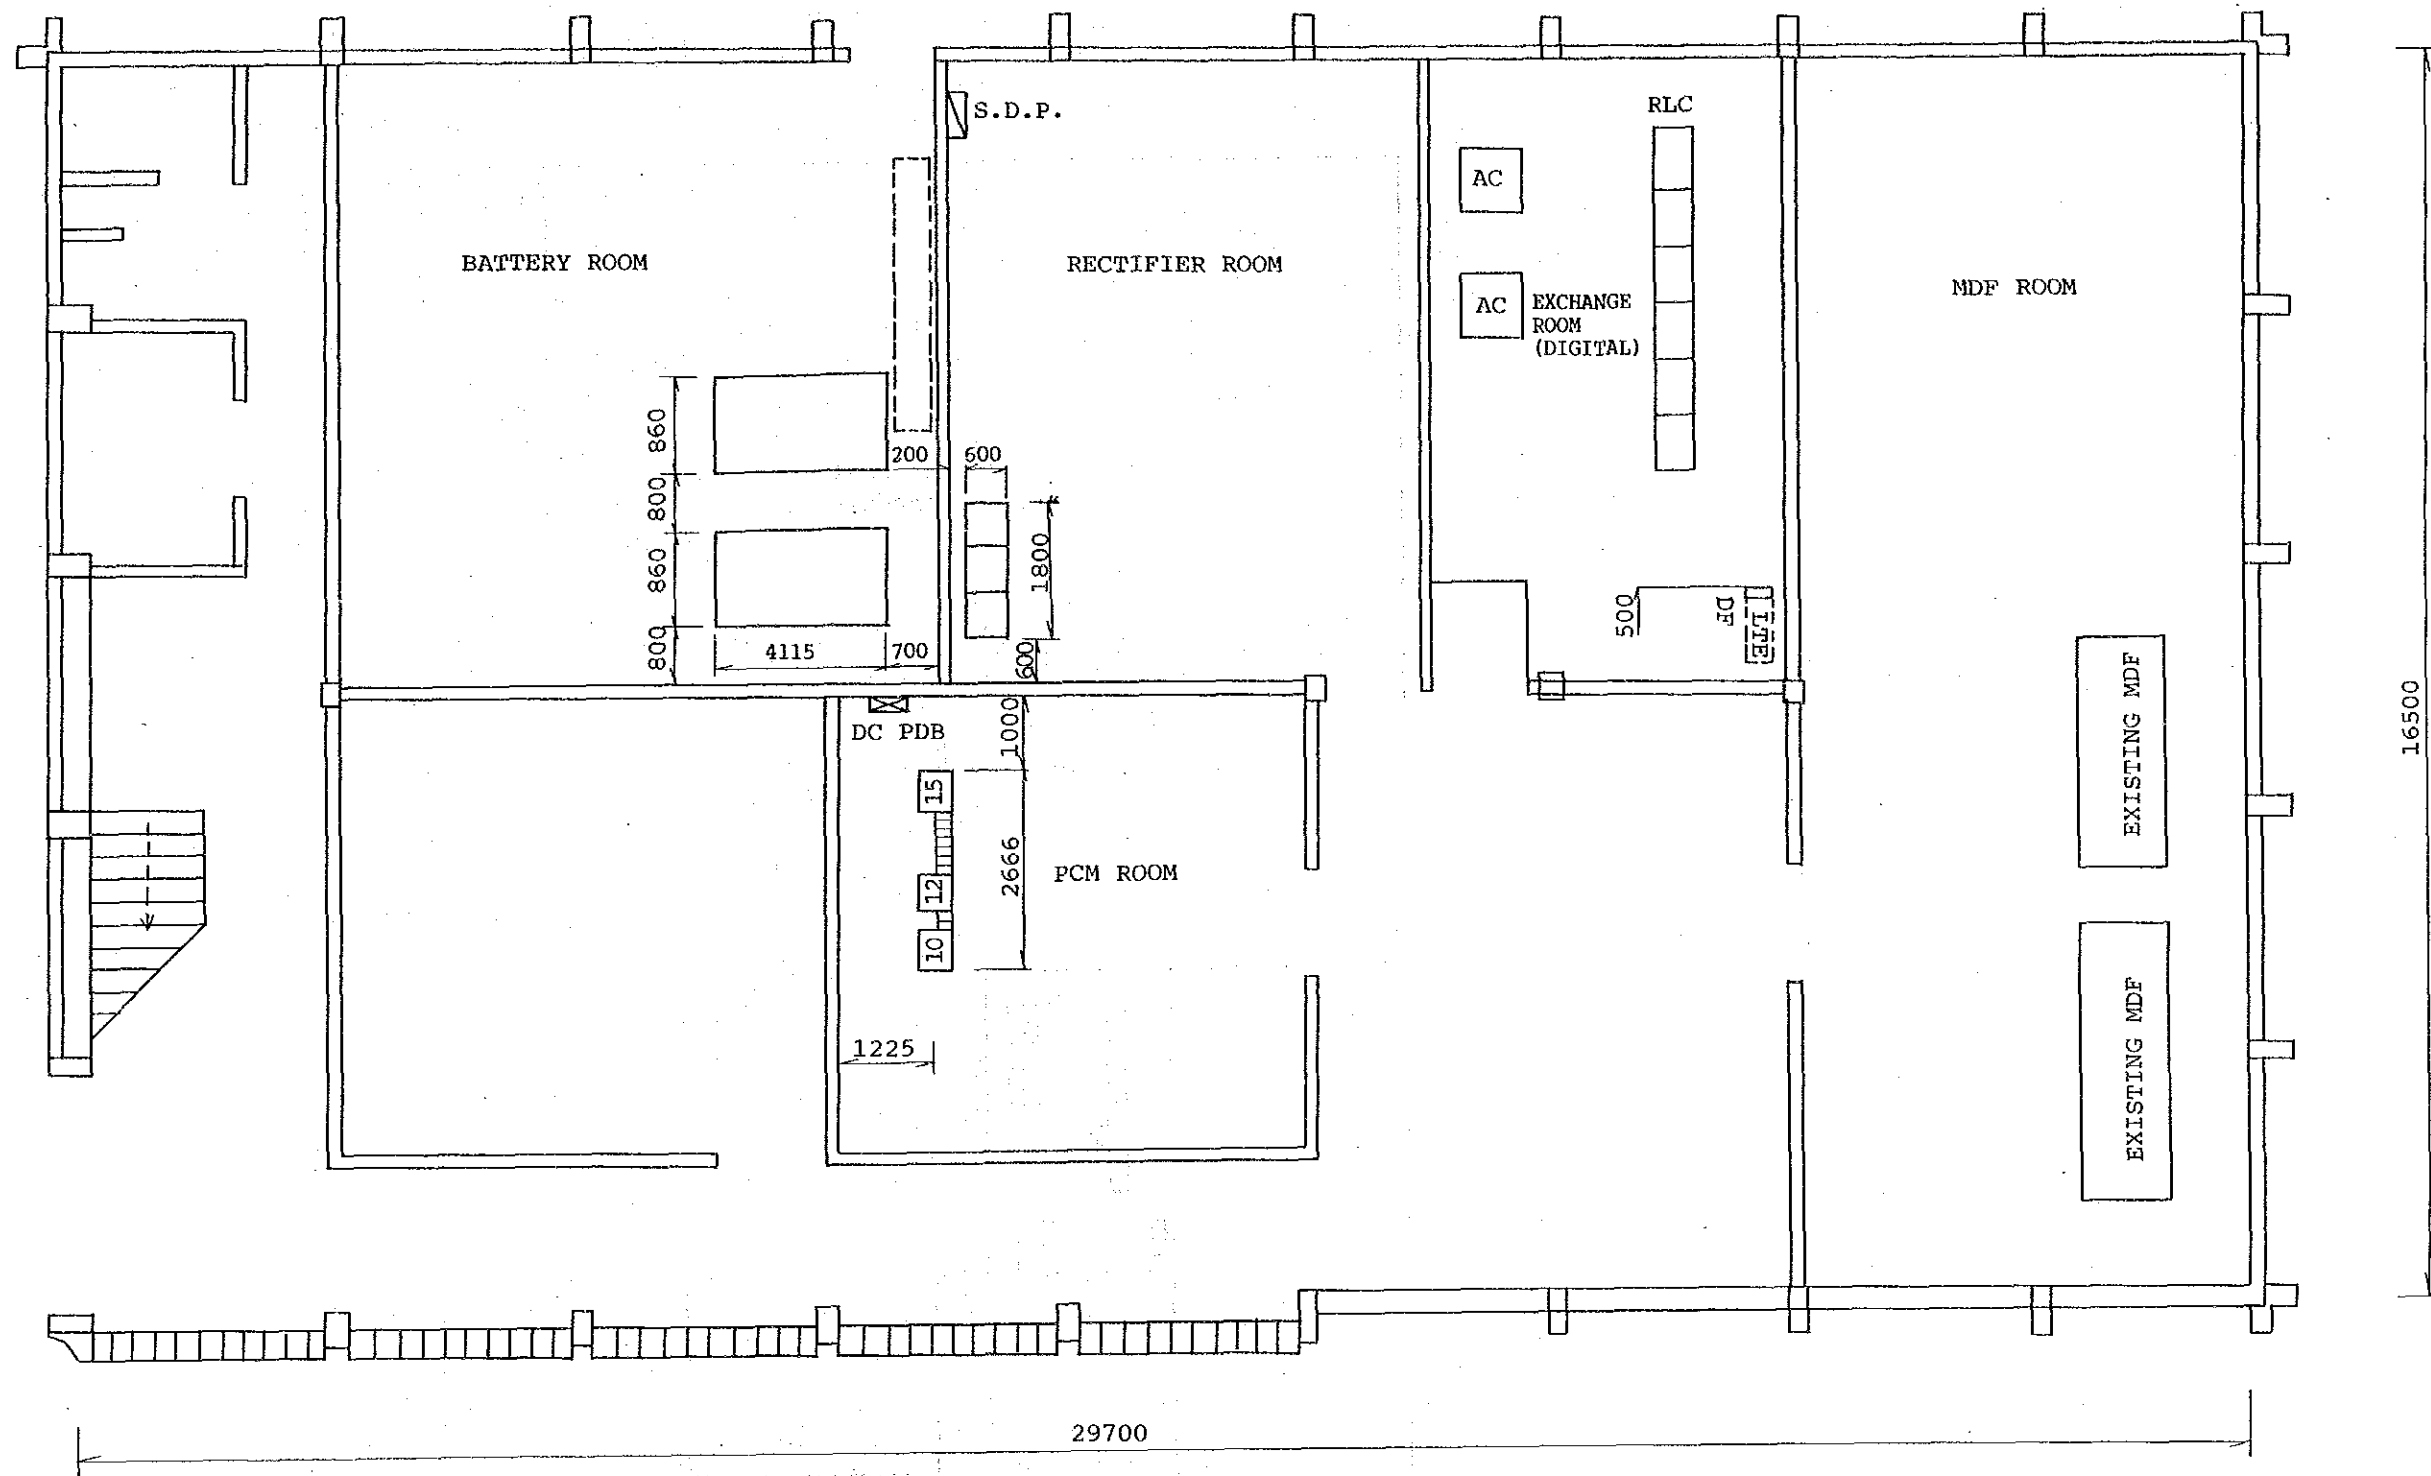 S.D.P.
RLC
AC
BATTERY ROOM
RECTIFIER ROOM
MDF ROOM
AC
EXCHANGE
ROOM
(DIGITAL)
860
200
600
800
860
1800
500
DF
LTE
800
4115
700
600
EXISTING MDF
16500
DC PDB
1000
15
2666
PCM ROOM
12
10
EXISTING MDF
1225
29700